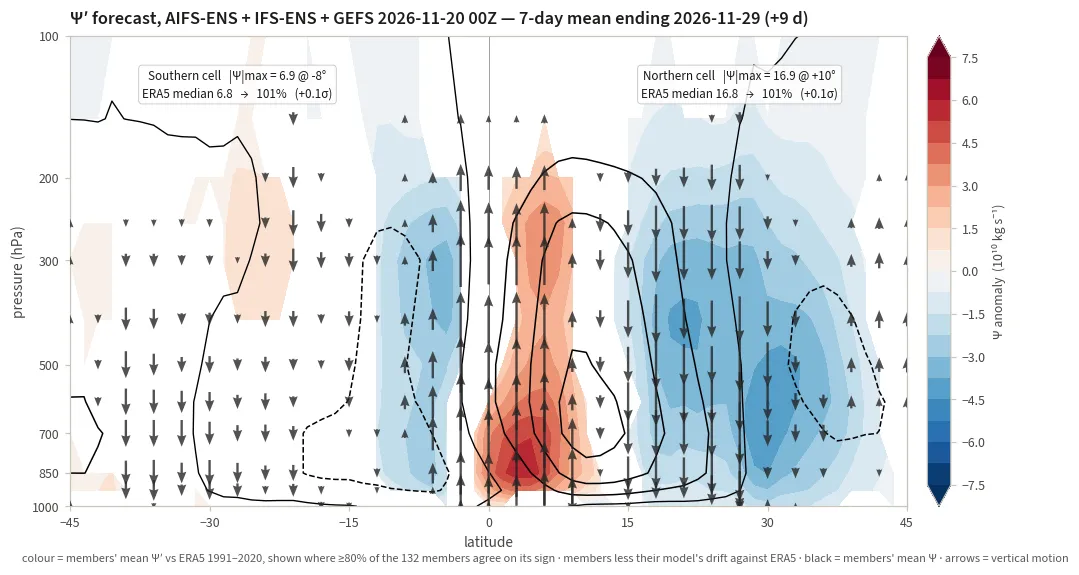 Ψ′ forecast, AIFS-ENS + IFS-ENS + GEFS 2026-11-20 00Z — 7-day mean ending 2026-11-29 (+9 d)
Southern cell |Ψ|max = 6.9 @ -8°
ERA5 median 6.8 → 101% (+0.1σ)
Northern cell |Ψ|max = 16.9 @ +10°
ERA5 median 16.8 → 101% (+0.1σ)
100
200
300
500
700
850
1000
pressure (hPa)
−45
−30
−15
0
15
30
45
latitude
7.5
6.0
4.5
3.0
1.5
0.0
−1.5
−3.0
−4.5
−6.0
−7.5
Ψ anomaly (10¹⁰ kg s⁻¹)
colour = members' mean Ψ′ vs ERA5 1991–2020, shown where ≥80% of the 132 members agree on its sign · members less their model's drift against ERA5 · black = members' mean Ψ · arrows = vertical motion